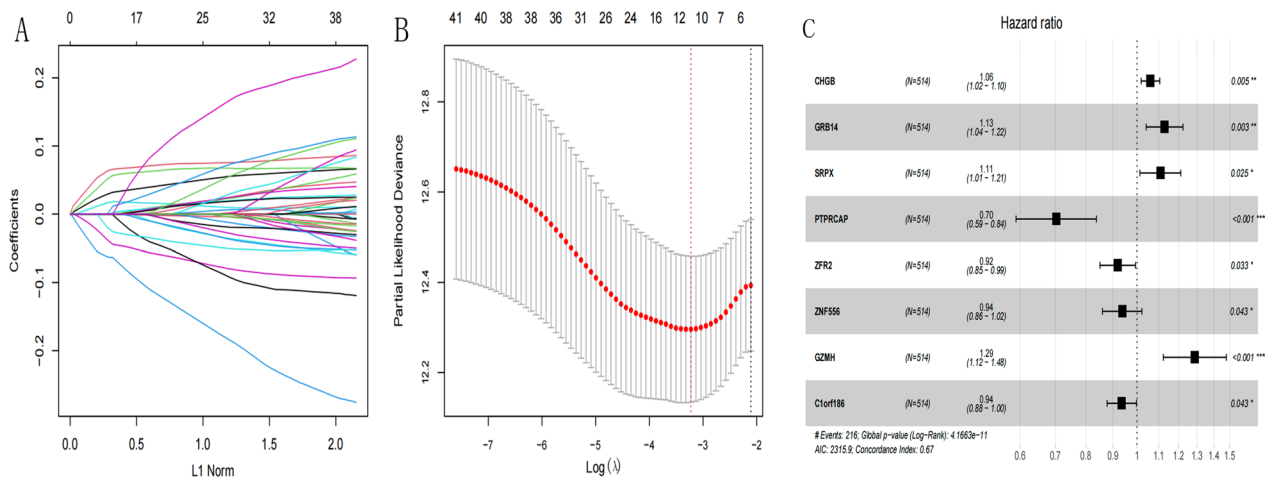 A
0 17 25 32 38
Coefficients
0.2
0.1
0.0
−0.1
−0.2
0.0 0.5 1.0 1.5 2.0
L1 Norm
B
41 40 38 38 36 26 24 16 12 10 7 6
Partial Likelihood Deviance
12.8
12.6
12.4
12.2
−7 −6 −5 −4 −3 −2
Log(λ)
C
Hazard ratio
CHGB (N=514) 1.06 0.005 **
(1.02 − 1.10)
GRB14 (N=514) 1.13 0.003 **
(1.04 − 1.22)
SRPX (N=514) 1.11 0.025 *
(1.01 − 1.21)
PTPRCAP (N=514) 0.70 <0.001 ***
(0.59 − 0.84)
ZFR2 (N=514) 0.92 0.033 *
(0.85 − 0.99)
ZNF556 (N=514) 0.94 0.043 *
(0.86 − 1.02)
GZMH (N=514) 1.29 <0.001 ***
(1.12 − 1.48)
C1orf186 (N=514) 0.94 0.043 *
(0.88 − 1.00)
# Events: 216; Global p−value (Log−Rank): 4.1663e−11
AIC: 2315.9; Concordance Index: 0.67
0.6 0.7 0.8 0.9 1 1.1 1.2 1.3 1.4 1.5